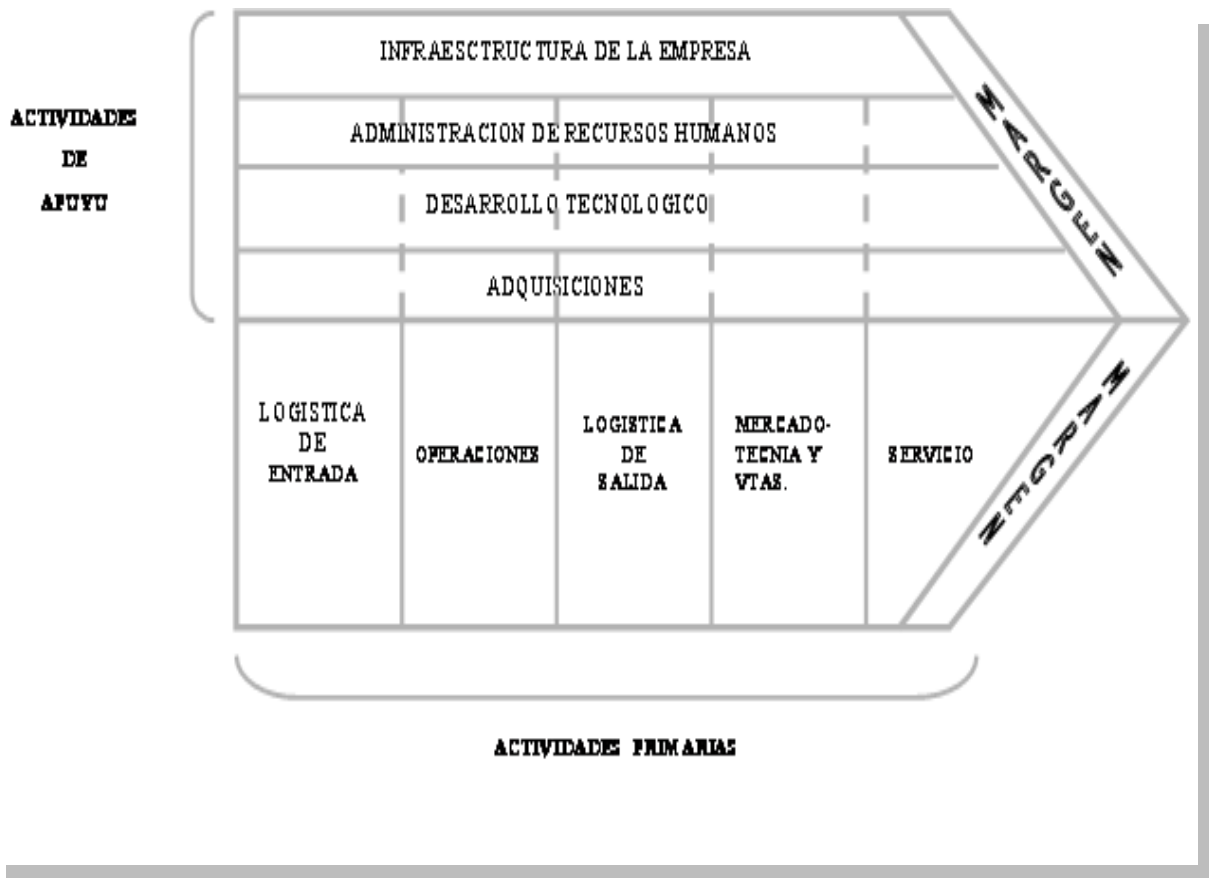 INFRAESCTRUCTURA DE LA EMPRESA
ACTIVIDADES
DE
APUYU
ADMINISTRACION DE RECURSOS HUMANOS
DESARROLLO TECNOLOGICO
ADQUISICIONES
MARGEN
LOGISTICA
DE
ENTRADA
OPERACIONES
LOGISTICA
DE
SALIDA
MERCADO-
TECNIA Y
VTAS.
SERVICIO
MARGEN
ACTIVIDADES PRIMARIAS